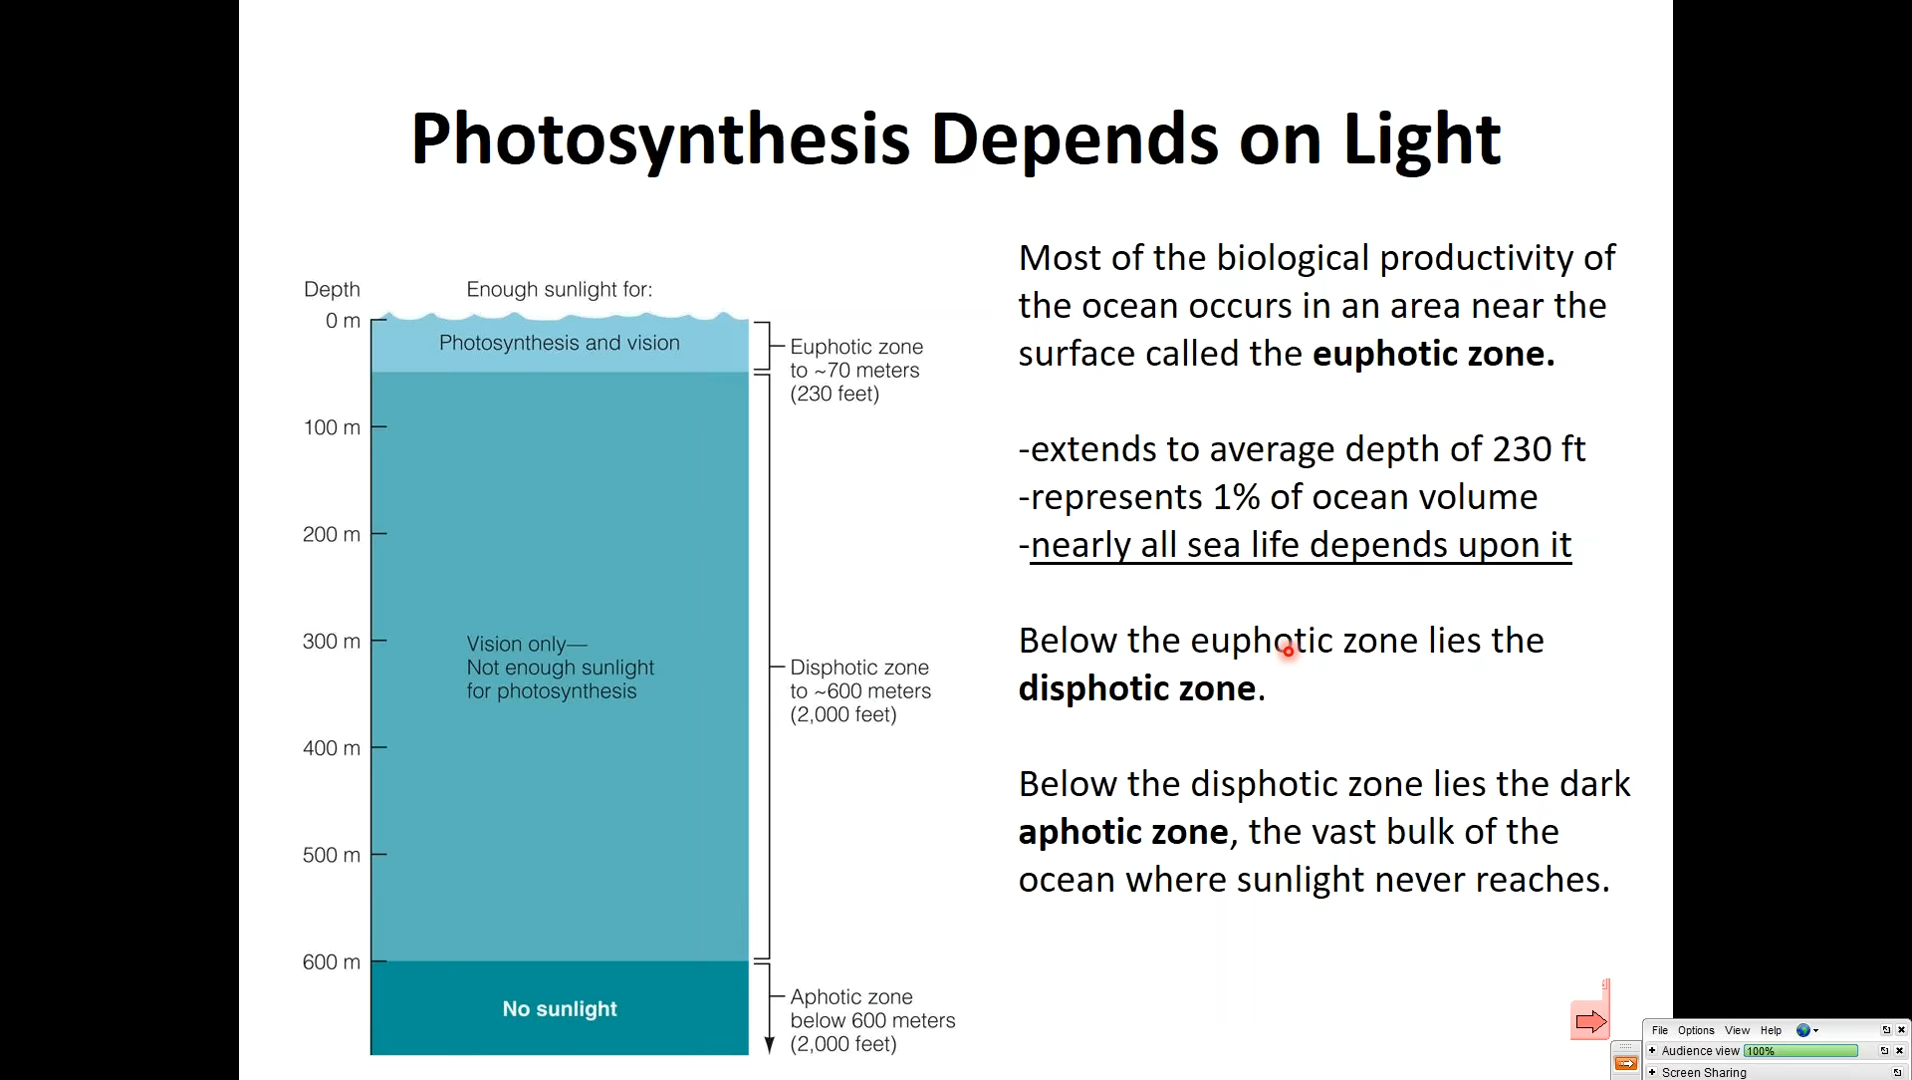 Photosynthesis Depends on Light
Depth
Enough sunlight for:
0 m
Photosynthesis and vision
Euphotic zone
to ~70 meters
(230 feet)
100 m
200 m
300 m
Vision only—
Not enough sunlight
for photosynthesis
Disphotic zone
to ~600 meters
(2,000 feet)
400 m
500 m
600 m
No sunlight
Aphotic zone
below 600 meters
(2,000 feet)
Most of the biological productivity of
the ocean occurs in an area near the
surface called the euphotic zone.
-extends to average depth of 230 ft
-represents 1% of ocean volume
-nearly all sea life depends upon it
Below the euphotic zone lies the
disphotic zone.
Below the disphotic zone lies the dark
aphotic zone, the vast bulk of the
ocean where sunlight never reaches.
File Options View Help
Audience view 100%
Screen Sharing